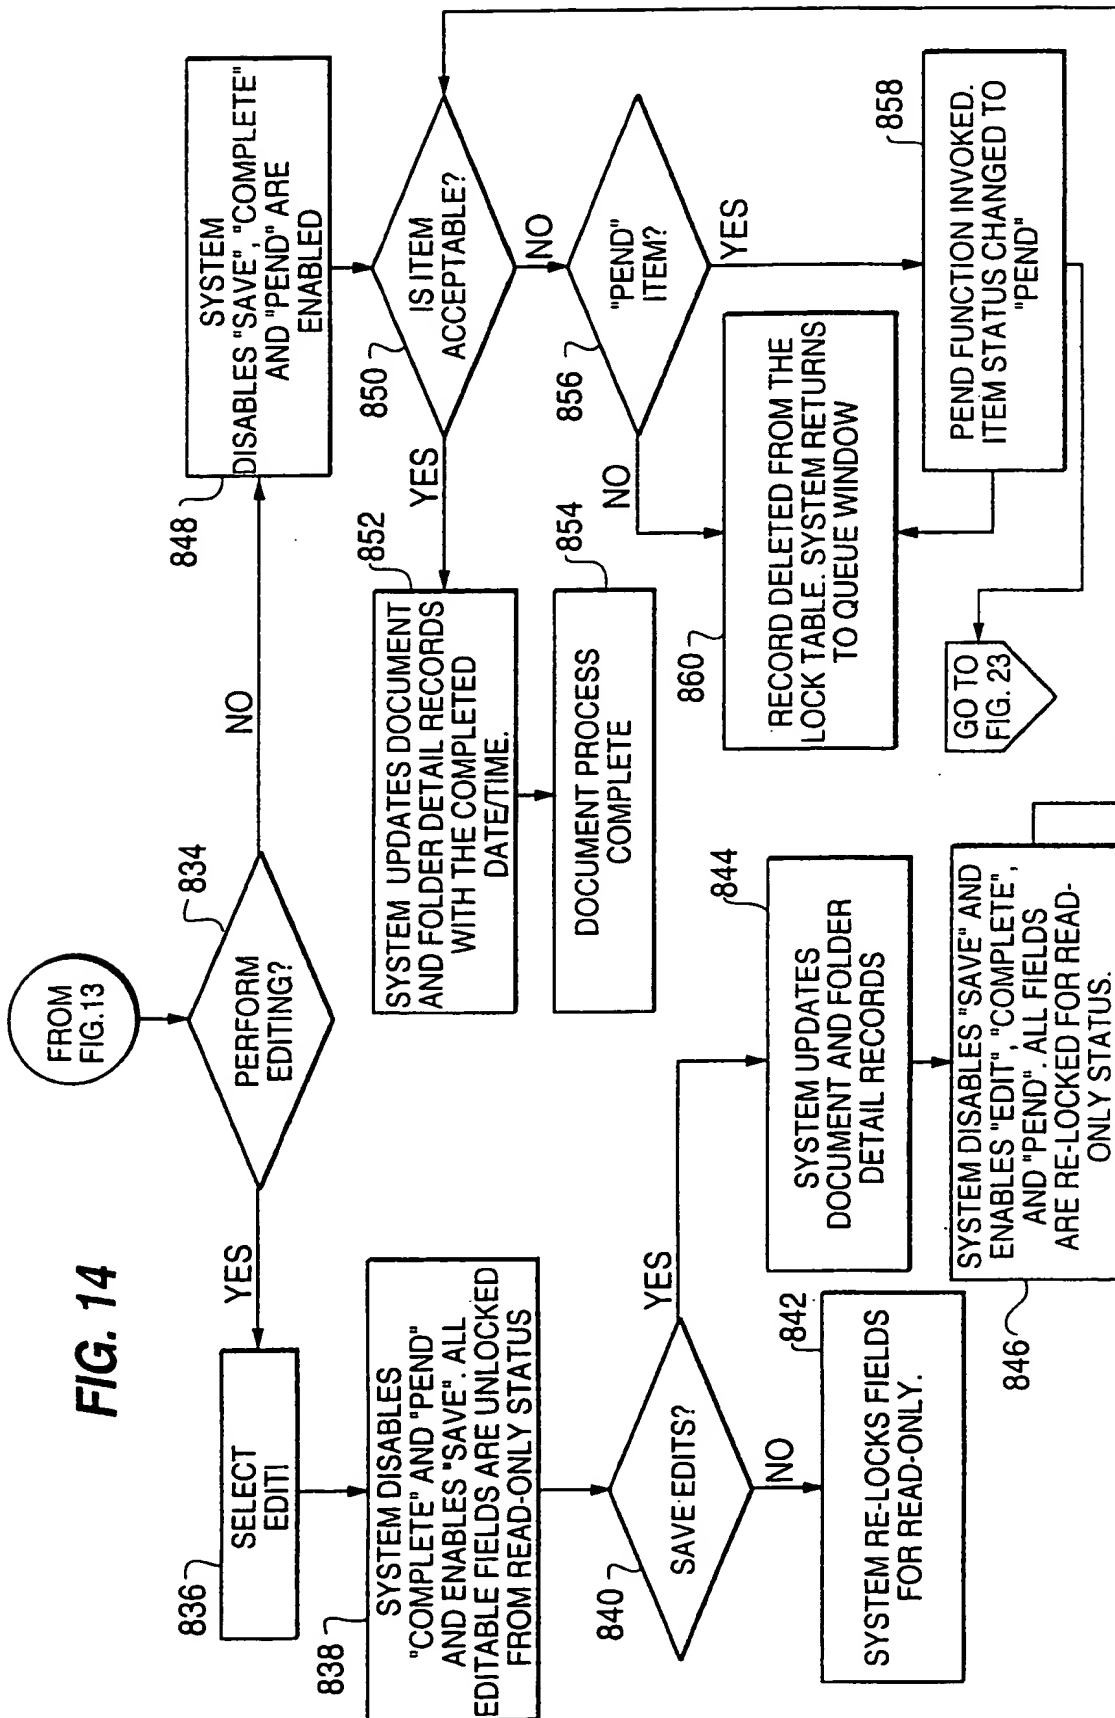 FIG. 14
FROM
FIG.13
834
PERFORM
EDITING?
YES
NO
836
SELECT
EDIT!
838
SYSTEM DISABLES
"COMPLETE" AND "PEND"
AND ENABLES "SAVE". ALL
EDITABLE FIELDS ARE UNLOCKED
FROM READ-ONLY STATUS
840
SAVE EDITS?
YES
NO
842
SYSTEM RE-LOCKS FIELDS
FOR READ-ONLY.
844
SYSTEM UPDATES
DOCUMENT AND FOLDER
DETAIL RECORDS
846
SYSTEM DISABLES "SAVE" AND
ENABLES "EDIT", "COMPLETE",
AND "PEND". ALL FIELDS
ARE RE-LOCKED FOR READ-
ONLY STATUS.
848
SYSTEM
DISABLES "SAVE", "COMPLETE"
AND "PEND" ARE
ENABLED
850
IS ITEM
ACCEPTABLE?
YES
NO
852
SYSTEM UPDATES DOCUMENT
AND FOLDER DETAIL RECORDS
WITH THE COMPLETED
DATE/TIME.
854
DOCUMENT PROCESS
COMPLETE
856
"PEND"
ITEM?
NO
YES
858
PEND FUNCTION INVOKED.
ITEM STATUS CHANGED TO
"PEND"
860
RECORD DELETED FROM THE
LOCK TABLE. SYSTEM RETURNS
TO QUEUE WINDOW
GO TO
FIG. 23